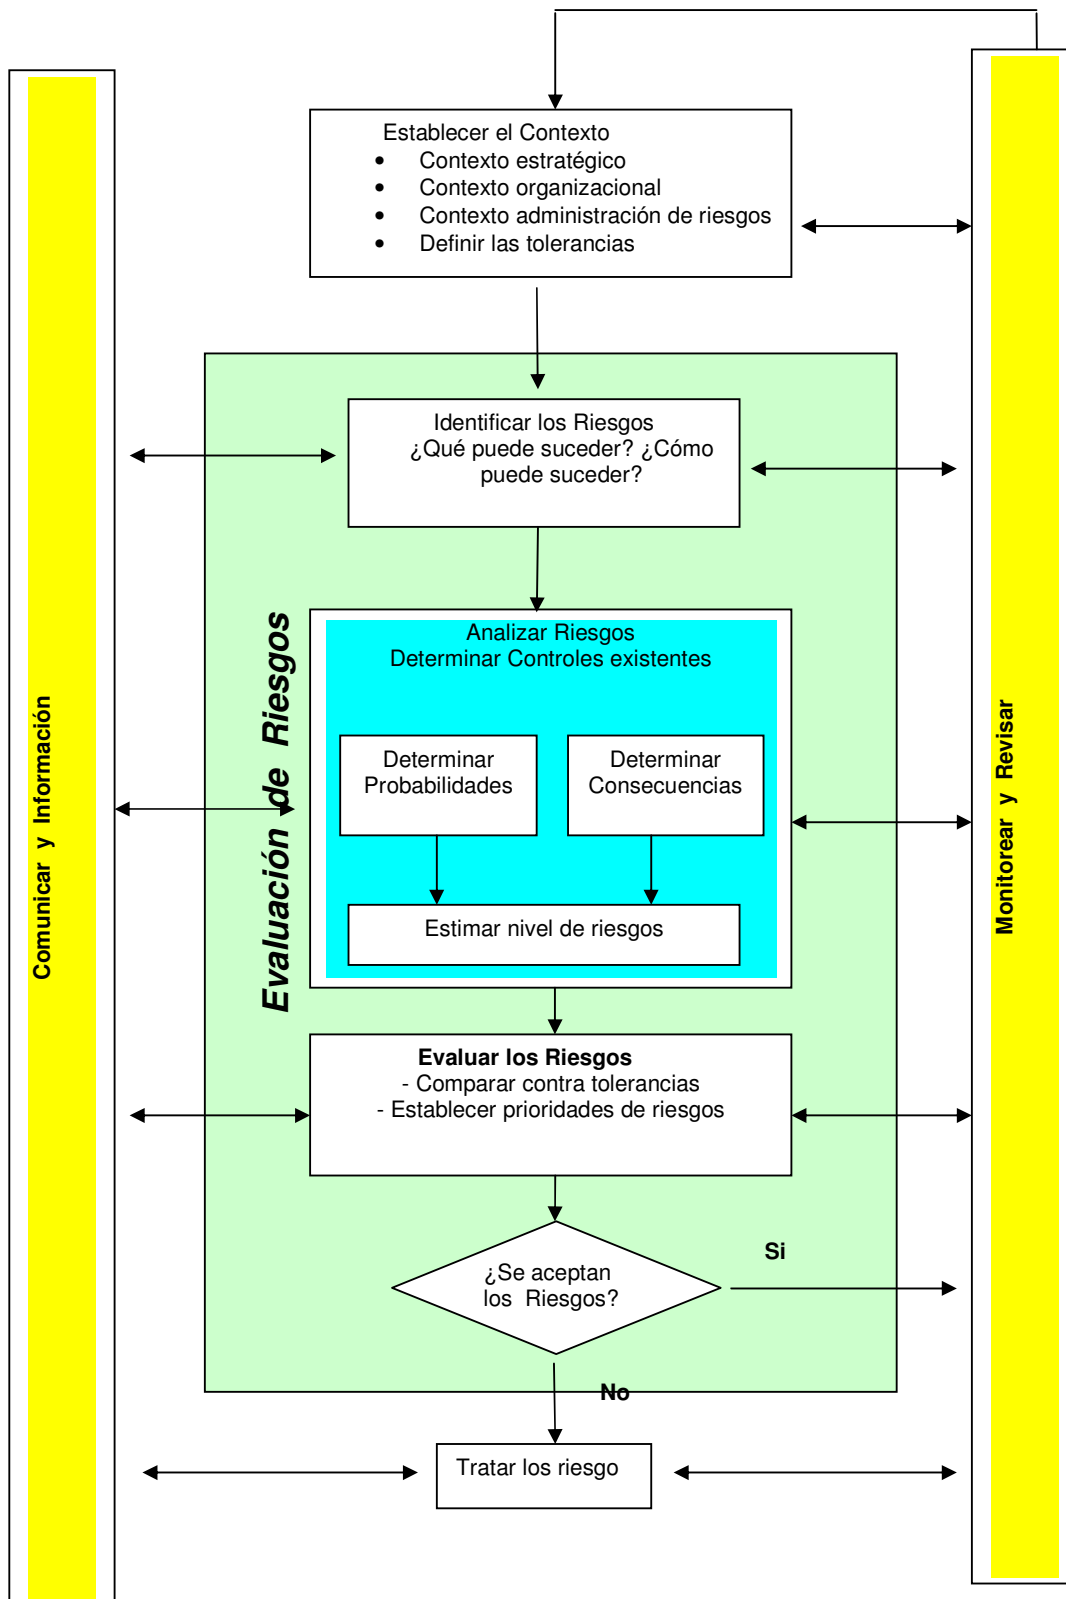 Establecer el Contexto
• Contexto estratégico
• Contexto organizacional
• Contexto administración de riesgos
• Definir las tolerancias
Identificar los Riesgos
¿Qué puede suceder? ¿Cómo
puede suceder?
Evaluación de Riesgos
Analizar Riesgos
Determinar Controles existentes
Determinar
Probabilidades
Determinar
Consecuencias
Estimar nivel de riesgos
Comunicar y Información
Monitorear y Revisar
Evaluar los Riesgos
- Comparar contra tolerancias
- Establecer prioridades de riesgos
¿Se aceptan
los Riesgos?
Si
No
Tratar los riesgo